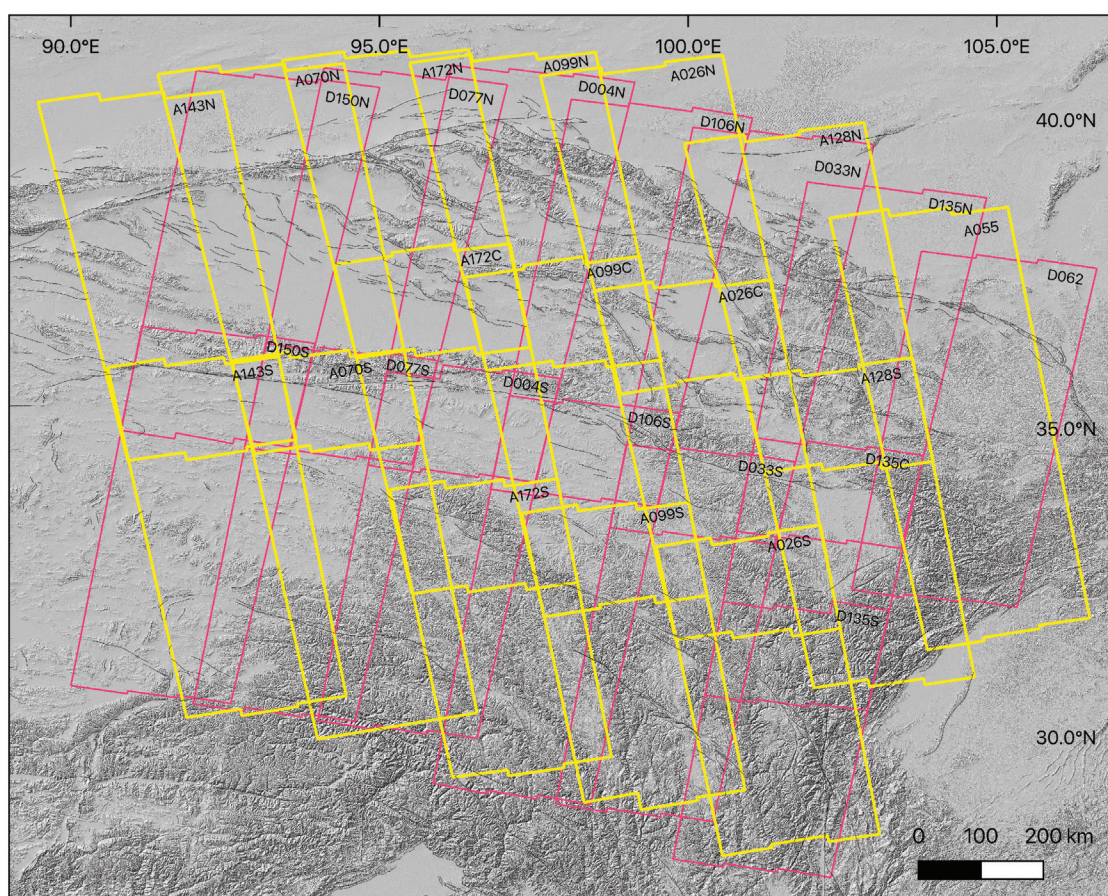 90.0°E 95.0°E 100.0°E 105.0°E
A143N
A070N
D150N
A172N
D077N
A099N
D004N
A026N
D106N
40.0°N
A128N
D033N
D135N
A055
D062
A172C
A099C
A026C
D150S
A143S
A070S
D077S
D004S
A128S
D106S
35.0°N
D033S
D135C
A172S
A099S
A026S
D135S
30.0°N
0 100 200 km